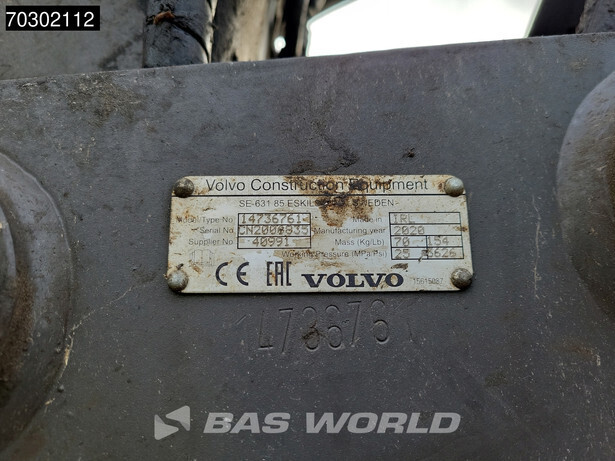 70302112
Volvo Construction Equipment
SE-631 85 SWEDEN
Model/Type No 14736761 Made in IRL
Serial No Manufacturing year 2020
Supplier No 40991 Mass (Kg/Lb) 70 154
Working Pressure (MPa/Psi) 25 3626
CE EAC VOLVO
BAS WORLD